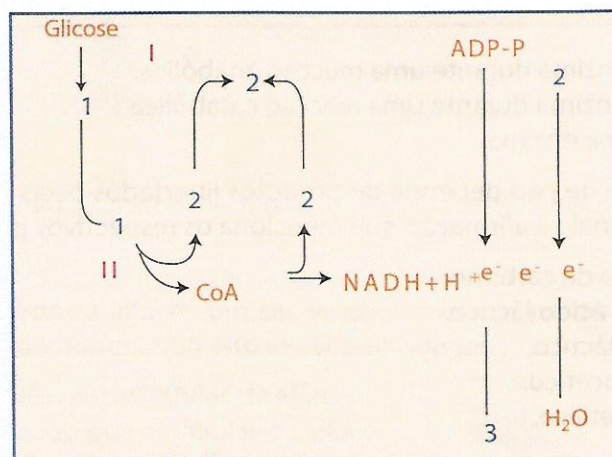 Glicose
I
ADP-P
2
2
1
1
2
2
II
CoA
NADH+H
e- e- e-
3
H₂O